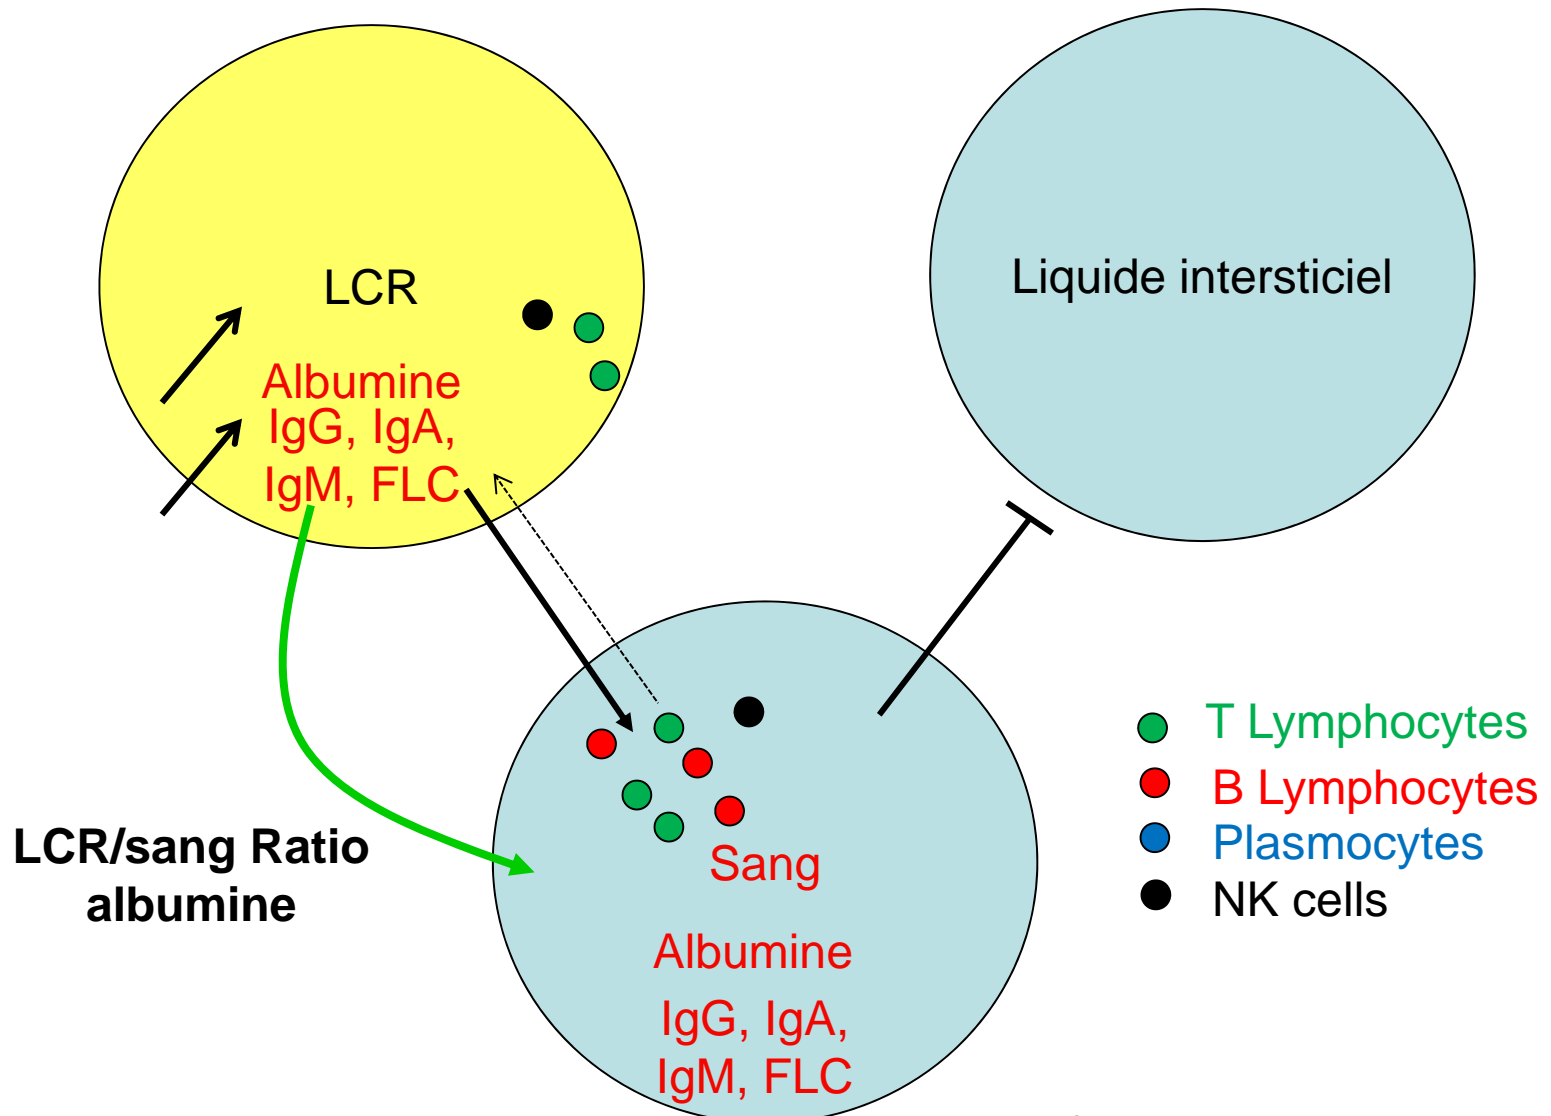 LCR
Albumine
IgG, IgA,
IgM, FLC
Liquide intersticiel
LCR/sang Ratio
albumine
Sang
Albumine
IgG, IgA,
IgM, FLC
T Lymphocytes
B Lymphocytes
Plasmocytes
NK cells